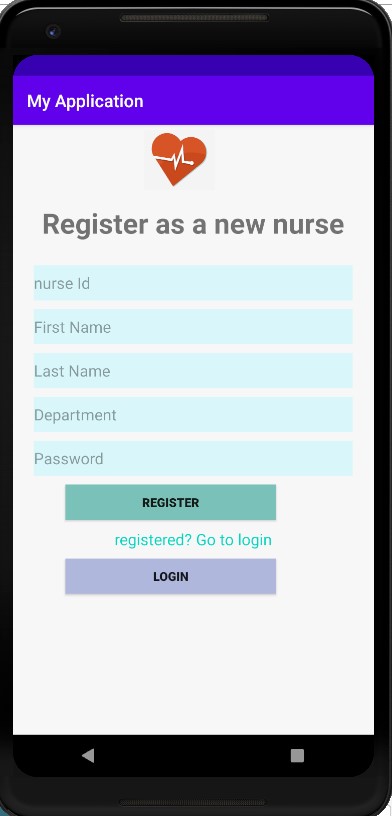 My Application
Register as a new nurse
nurse Id
First Name
Last Name
Department
Password
REGISTER
registered? Go to login
LOGIN